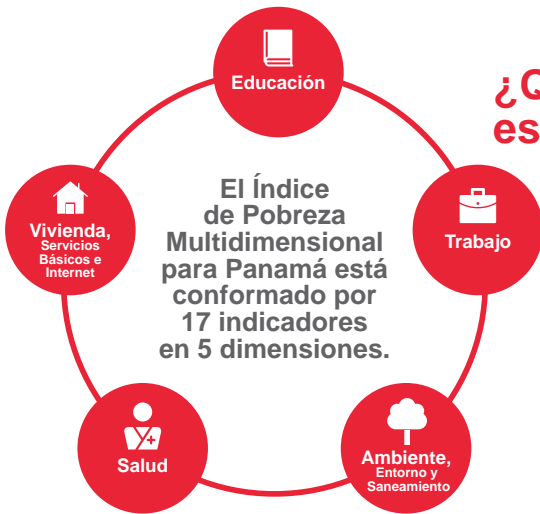 Educación
¿Q
es
Vivienda,
Servicios
Básicos e
Internet
El Índice
de Pobreza
Multidimensional
para Panamá está
conformado por
17 indicadores
en 5 dimensiones.
Trabajo
Salud
Ambiente,
Entorno y
Saneamiento